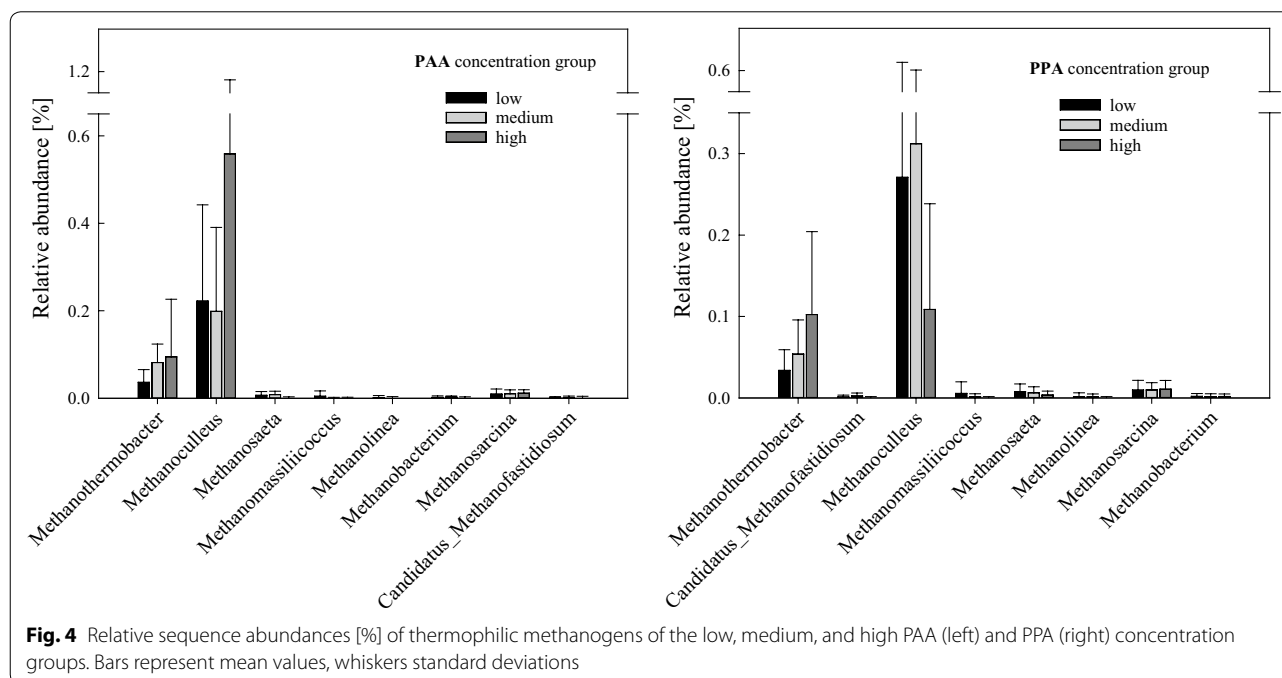 PAA concentration group
low
medium
high
Relative abundance [%]
1.2
0.6
0.4
0.2
0.0
Methanothermobacter
Methanoculleus
Methanosaeta
Methanomassiliicoccus
Methanolinea
Methanobacterium
Methanosarcina
Candidatus_Methanofastidiosum
PPA concentration group
low
medium
high
Relative abundance [%]
0.6
0.3
0.2
0.1
0.0
Methanothermobacter
Candidatus_Methanofastidiosum
Methanoculleus
Methanomassiliicoccus
Methanosaeta
Methanolinea
Methanosarcina
Methanobacterium
Fig. 4 Relative sequence abundances [%] of thermophilic methanogens of the low, medium, and high PAA (left) and PPA (right) concentration
groups. Bars represent mean values, whiskers standard deviations